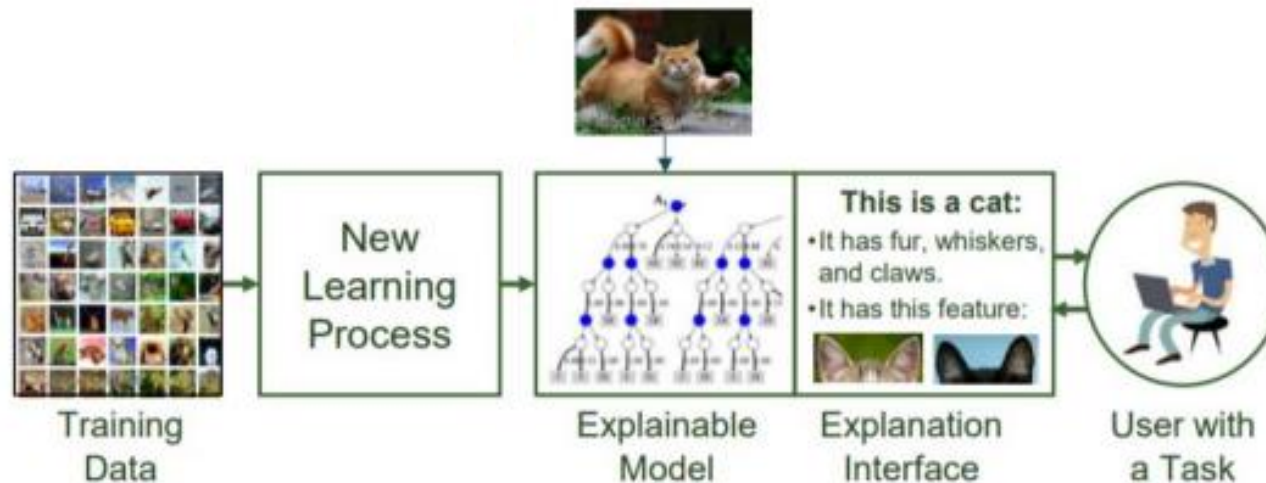 New
Learning
Process
This is a cat:
•It has fur, whiskers,
and claws.
•It has this feature:
Training
Data
Explainable
Model
Explanation
Interface
User with
a Task